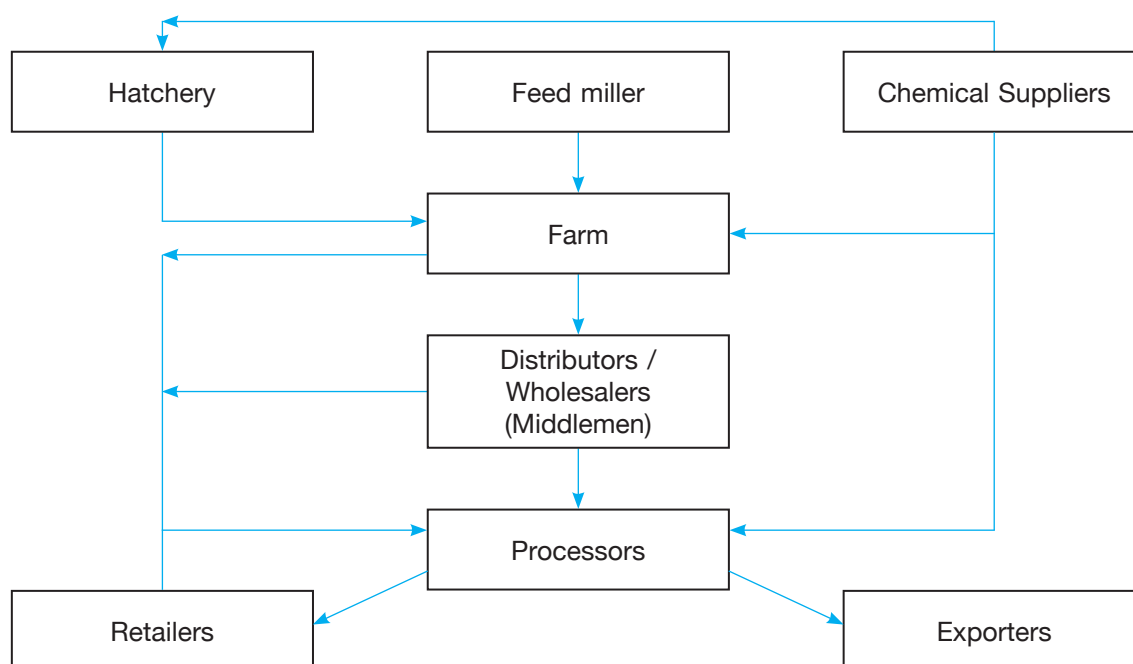 Hatchery
Feed miller
Chemical Suppliers
Farm
Distributors /
Wholesalers
(Middlemen)
Processors
Retailers
Exporters